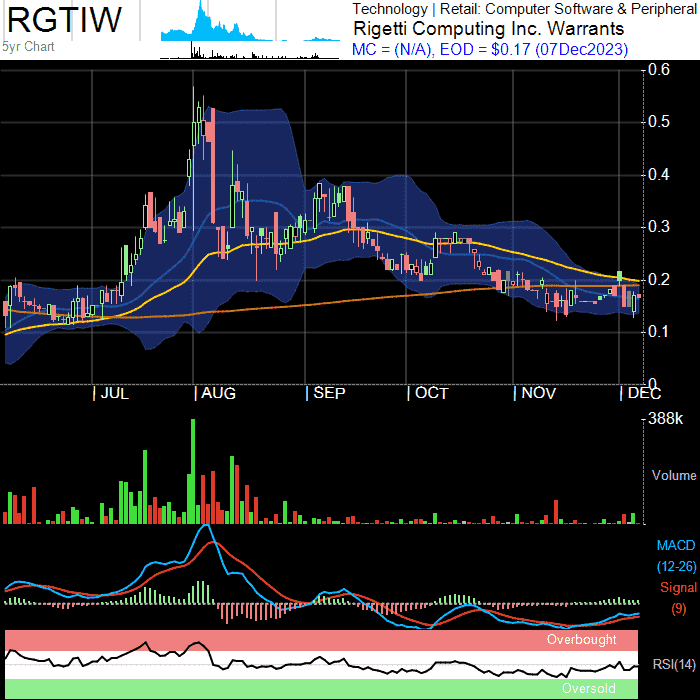 RGTIW
5yr Chart
Technology | Retail: Computer Software & Peripheral
Rigetti Computing Inc. Warrants
MC = (N/A), EOD = $0.17 (07Dec2023)
0.6
0.5
0.4
0.3
0.2
0.1
0
| JUL | AUG | SEP | OCT | NOV | DEC
388k
Volume
MACD
(12-26)
Signal
(9)
Overbought
RSI(14)
Oversold